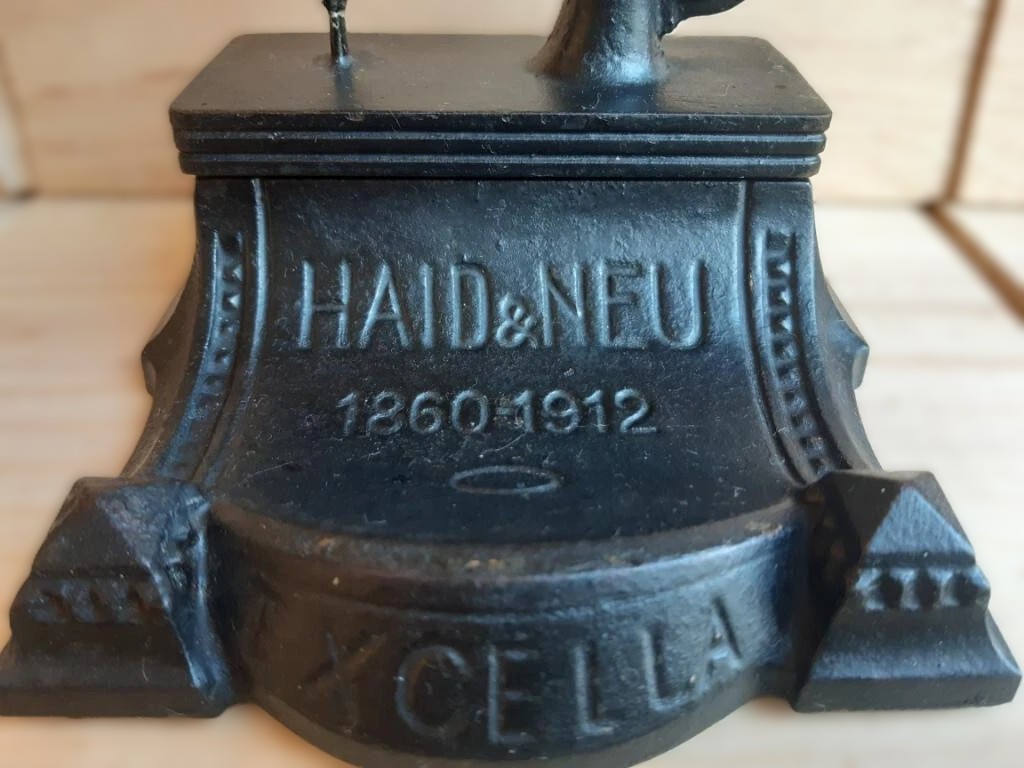 HAID & NEU
1860-1912
XCELLA